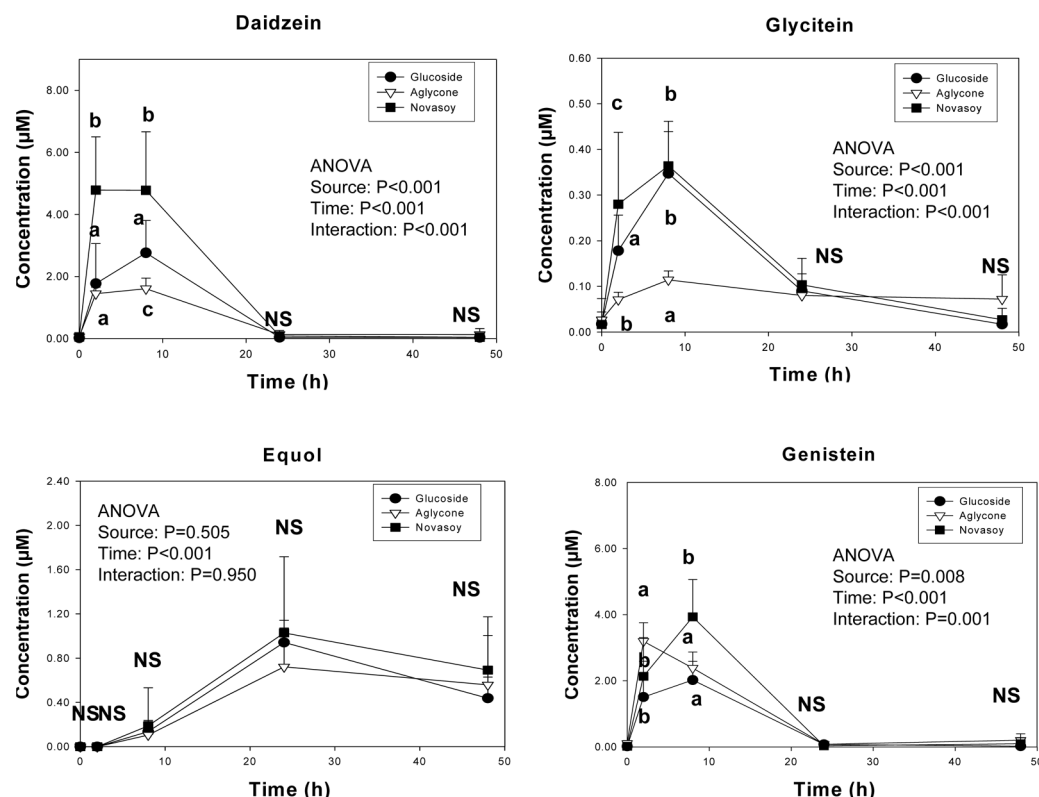 Daidzein
Concentration (µM)
8.00
6.00
4.00
2.00
0.00
0
10
20
30
40
50
Time (h)
Glucoside
Aglycone
Novasoy
ANOVA
Source: P<0.001
Time: P<0.001
Interaction: P<0.001
b
b
a
a
a
c
NS
NS
Glycitein
Concentration (µM)
0.60
0.50
0.40
0.30
0.20
0.10
0.00
0
10
20
30
40
50
Time (h)
Glucoside
Aglycone
Novasoy
ANOVA
Source: P<0.001
Time: P<0.001
Interaction: P<0.001
c
b
a
b
b
a
NS
NS
Equol
Concentration (µM)
2.40
2.00
1.60
1.20
0.80
0.40
0.00
0
10
20
30
40
50
Time (h)
Glucoside
Aglycone
Novasoy
ANOVA
Source: P=0.505
Time: P<0.001
Interaction: P=0.950
NS
NS
NS
NS
NS
Genistein
Concentration (µM)
8.00
6.00
4.00
2.00
0.00
0
10
20
30
40
50
Time (h)
Glucoside
Aglycone
Novasoy
ANOVA
Source: P=0.008
Time: P<0.001
Interaction: P=0.001
a
b
b
b
a
a
NS
NS